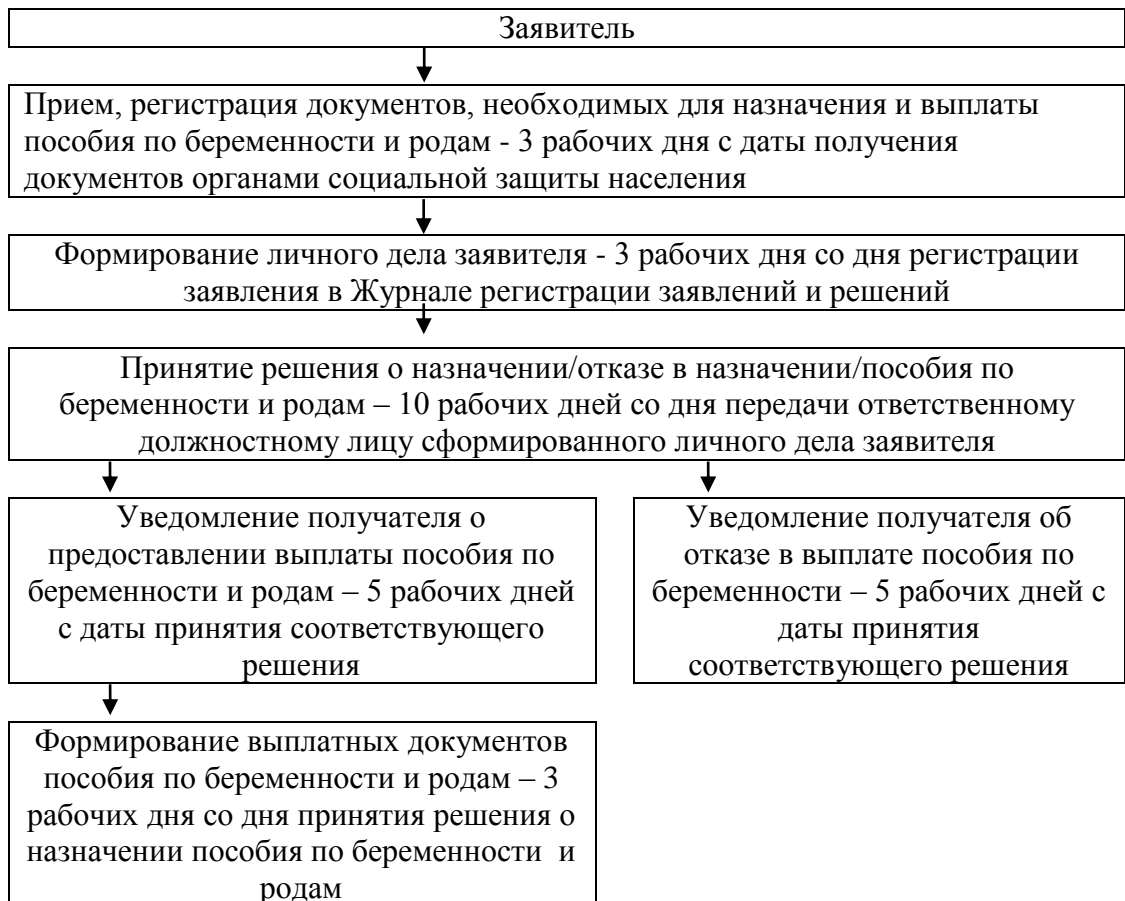 Заявитель
Прием, регистрация документов, необходимых для назначения и выплаты
пособия по беременности и родам - 3 рабочих дня с даты получения
документов органами социальной защиты населения
Формирование личного дела заявителя - 3 рабочих дня со дня регистрации
заявления в Журнале регистрации заявлений и решений
Принятие решения о назначении/отказе в назначении/пособия по
беременности и родам – 10 рабочих дней со дня передачи ответственному
должностному лицу сформированного личного дела заявителя
Уведомление получателя о
предоставлении выплаты пособия по
беременности и родам – 5 рабочих дней
с даты принятия соответствующего
решения
Уведомление получателя об
отказе в выплате пособия по
беременности – 5 рабочих дней с
даты принятия
соответствующего решения
Формирование выплатных документов
пособия по беременности и родам – 3
рабочих дня со дня принятия решения о
назначении пособия по беременности  и
родам